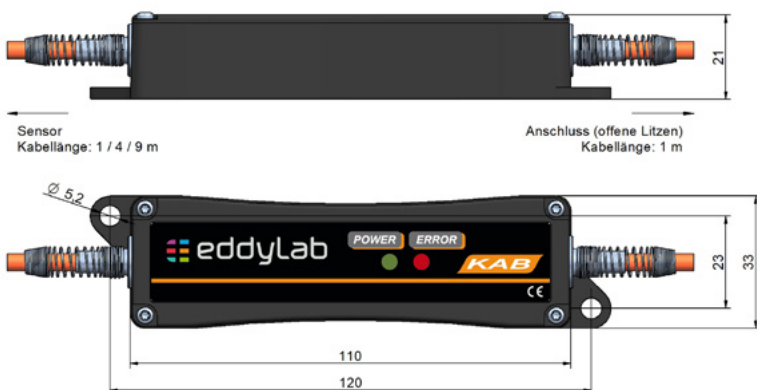 21
Sensor
Kabellänge: 1 / 4 / 9 m
Anschluss (offene Litzen)
Kabellänge: 1 m
Ø 5,2
eddylab
POWER
ERROR
KAB
CE
23
33
110
120